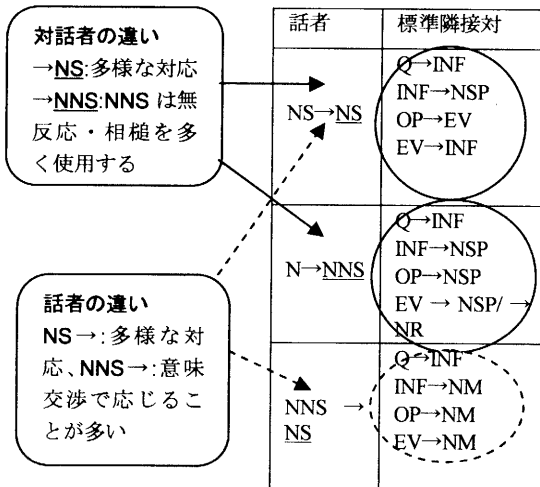 対話者の違い
→NS:多様な対応
→NNS:NNS は無
反応・相槌を多
く使用する
話者の違い
NS→:多様な対
応、NNS→:意味
交渉で応じるこ
とが多い
話者
標準隣接対
NS→NS
Q→INF
INF→NSP
OP→EV
EV→INF
N→NNS
Q→INF
INF→NSP
OP→NSP
EV → NSP/ →
NR
NNS →
NS
Q→INF
INF→NM
OP→NM
EV→NM